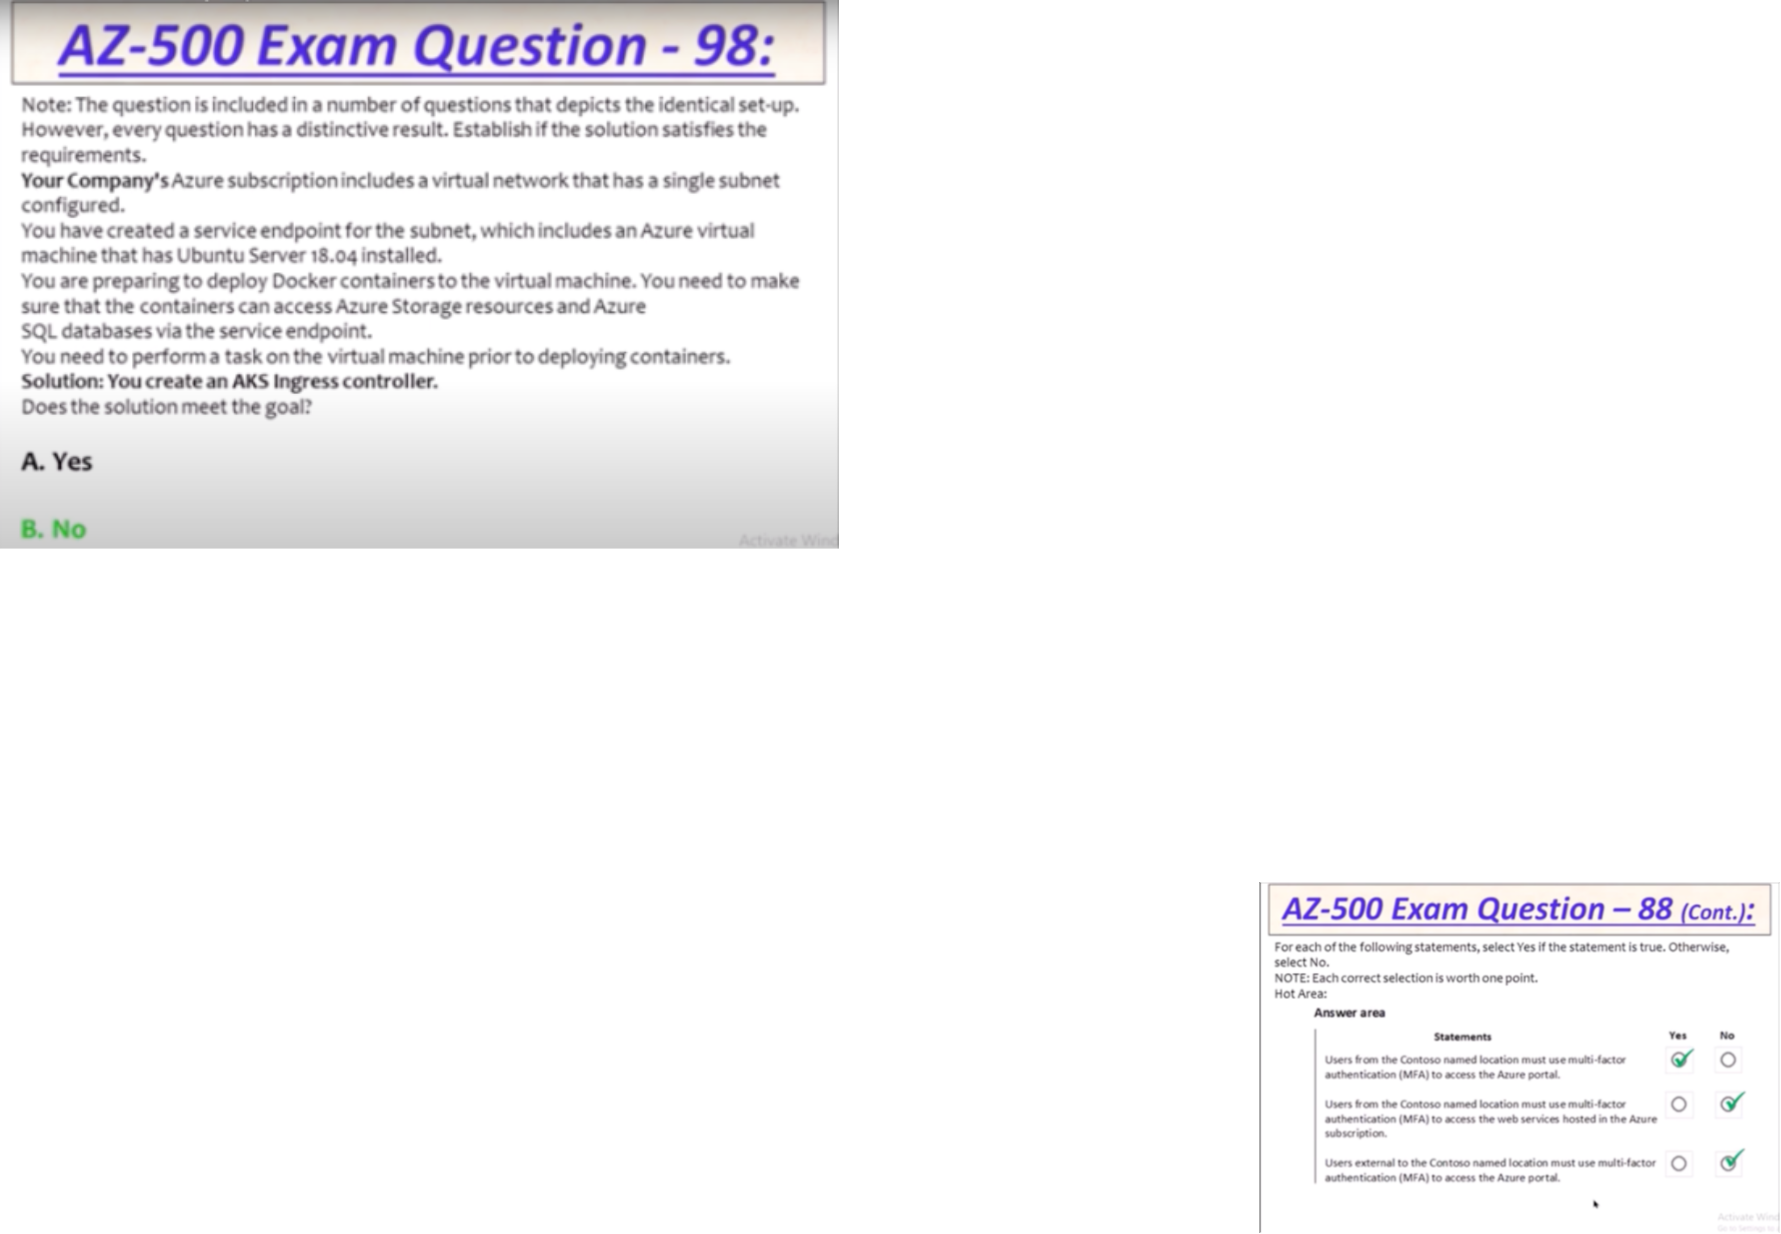 AZ-500 Exam Question - 98:
Note: The question is included in a number of questions that depicts the identical set-up.
However, every question has a distinctive result. Establish if the solution satisfies the
requirements.
Your Company's Azure subscription includes a virtual network that has a single subnet
configured.
You have created a service endpoint for the subnet, which includes an Azure virtual
machine that has Ubuntu Server 18.04 installed.
You are preparing to deploy Docker containers to the virtual machine. You need to make
sure that the containers can access Azure Storage resources and Azure
SQL databases via the service endpoint.
You need to perform a task on the virtual machine prior to deploying containers.
Solution: You create an AKS Ingress controller.
Does the solution meet the goal?
A. Yes
B. No
Activate Wind
AZ-500 Exam Question – 88 (Cont.):
For each of the following statements, select Yes if the statement is true. Otherwise,
select No.
NOTE: Each correct selection is worth one point.
Hot Area:
Answer area
Statements Yes No
Users from the Contoso named location must use multi-factor
authentication (MFA) to access the Azure portal.
Users from the Contoso named location must use multi-factor
authentication (MFA) to access the web services hosted in the Azure
subscription.
Users external to the Contoso named location must use multi-factor
authentication (MFA) to access the Azure portal.
Activate Wind
Go to Settings to